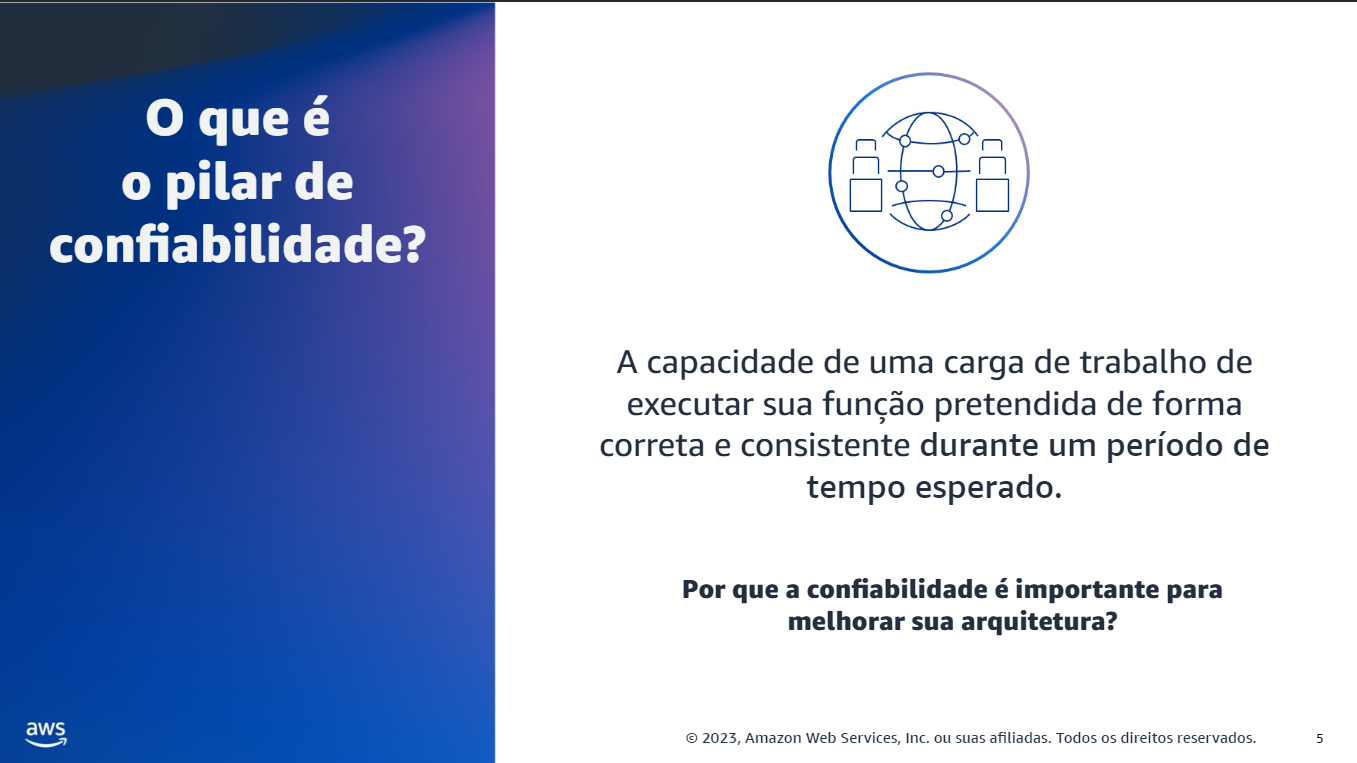 O que é
o pilar de
confiabilidade?
A capacidade de uma carga de trabalho de
executar sua função pretendida de forma
correta e consistente durante um período de
tempo esperado.
Por que a confiabilidade é importante para
melhorar sua arquitetura?
aws
© 2023, Amazon Web Services, Inc. ou suas afiliadas. Todos os direitos reservados.
5